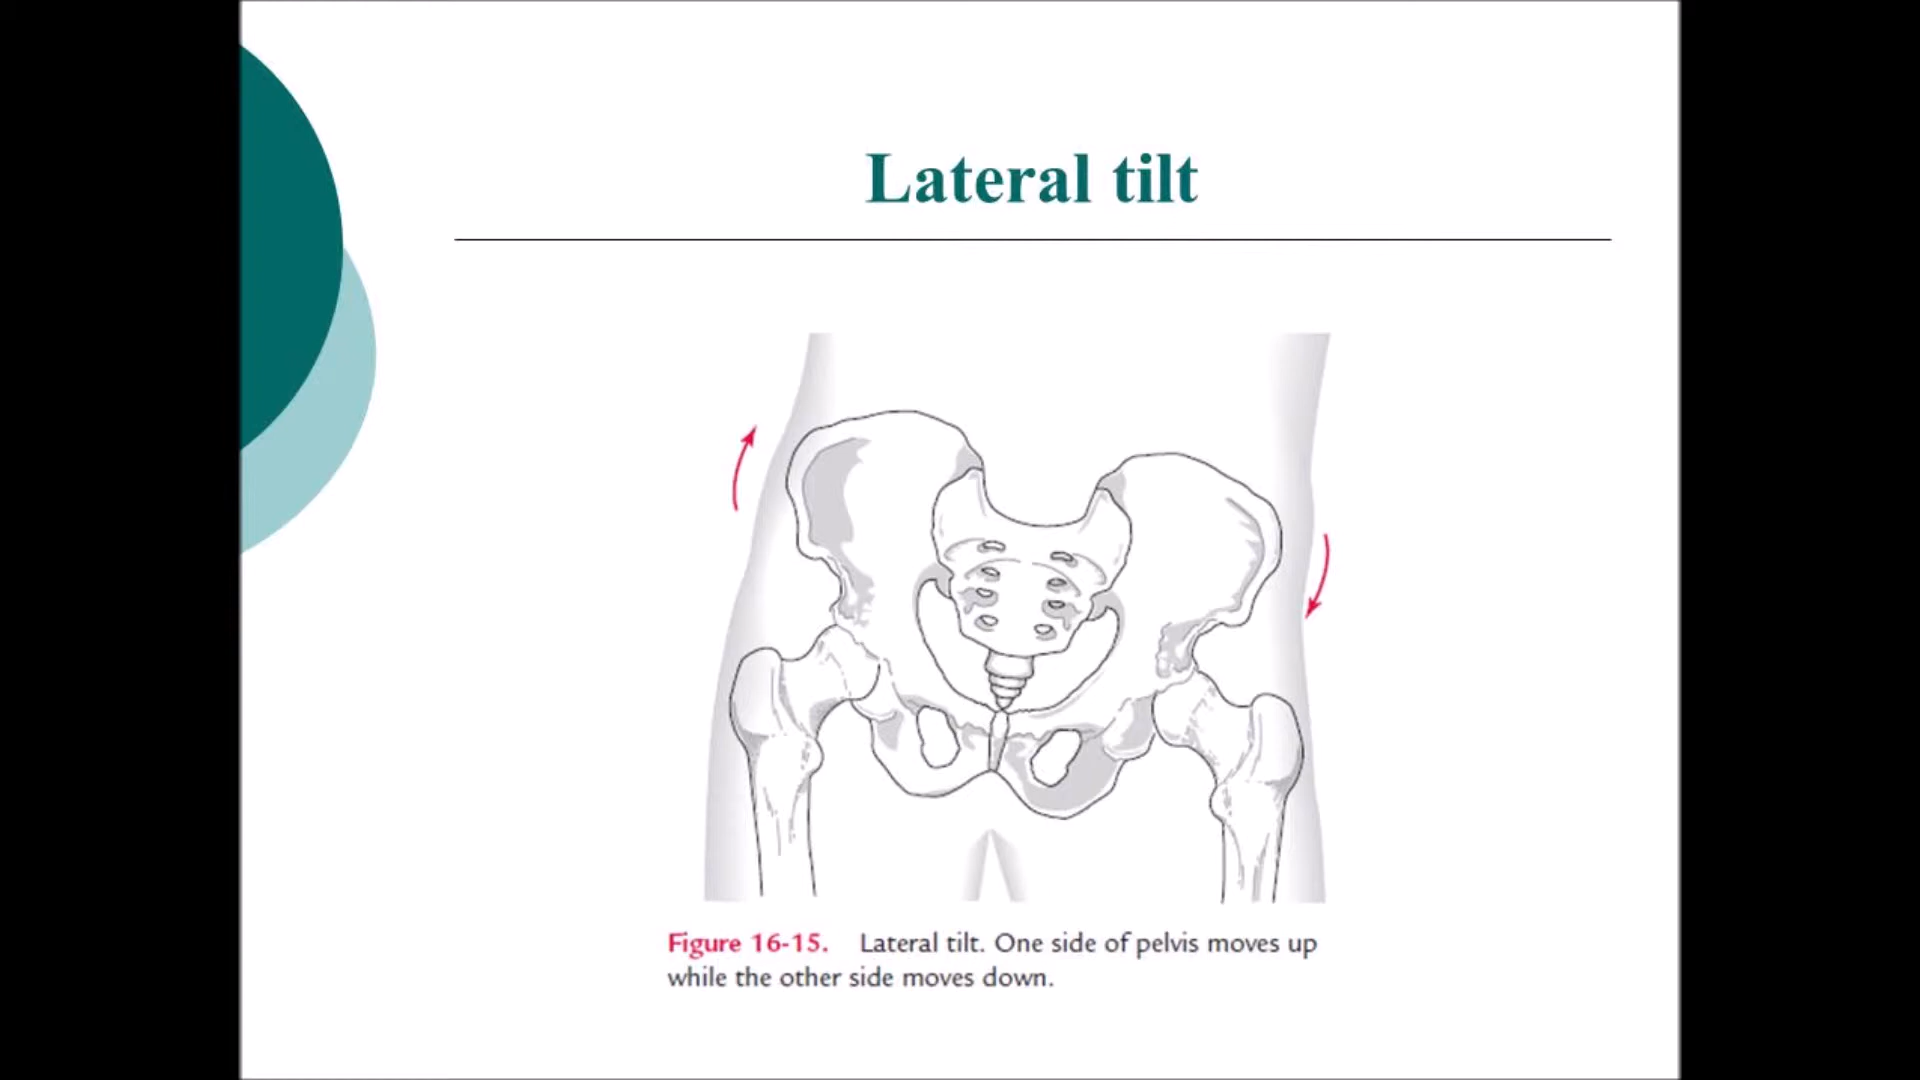 Lateral tilt
Figure 16-15. Lateral tilt. One side of pelvis moves up
while the other side moves down.